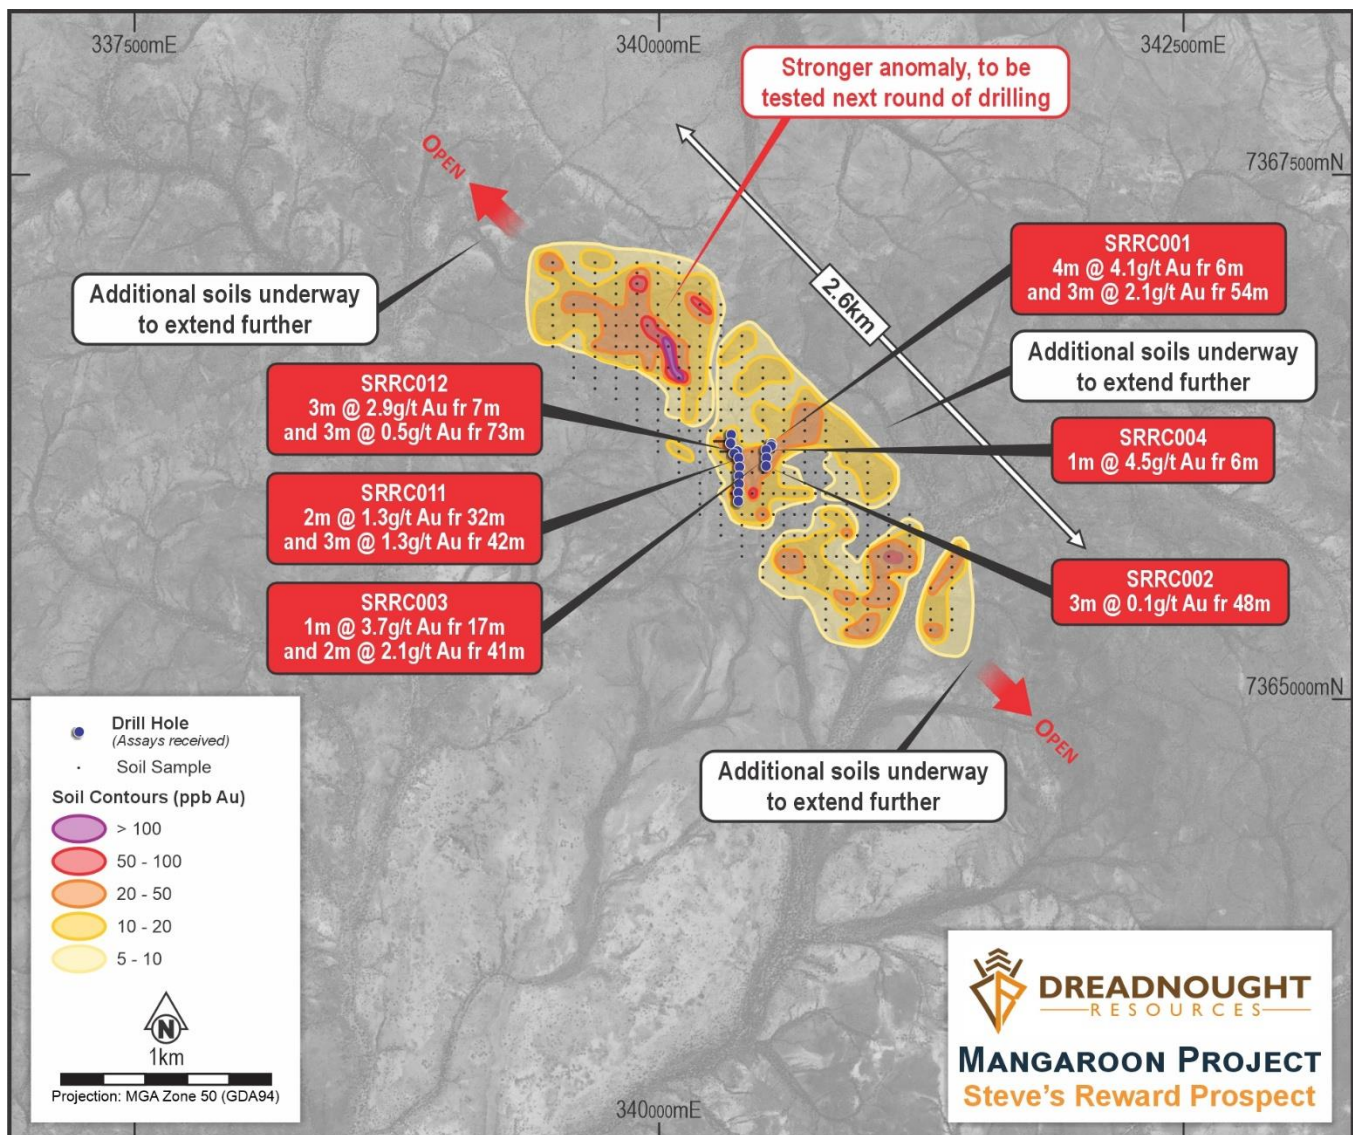 337500mE
340000mE
342500mE
Stronger anomaly, to be
tested next round of drilling
OPEN
7367500mN
SRRC001
4m @ 4.1g/t Au fr 6m
and 3m @ 2.1g/t Au fr 54m
2.6km
Additional soils underway
to extend further
Additional soils underway
to extend further
SRRC012
3m @ 2.9g/t Au fr 7m
and 3m @ 0.5g/t Au fr 73m
SRRC004
1m @ 4.5g/t Au fr 6m
SRRC011
2m @ 1.3g/t Au fr 32m
and 3m @ 1.3g/t Au fr 42m
SRRC002
3m @ 0.1g/t Au fr 48m
SRRC003
1m @ 3.7g/t Au fr 17m
and 2m @ 2.1g/t Au fr 41m
7365000mN
OPEN
Additional soils underway
to extend further
Drill Hole
(Assays received)
Soil Sample
Soil Contours (ppb Au)
> 100
50 - 100
20 - 50
10 - 20
5 - 10
N
1km
Projection: MGA Zone 50 (GDA94)
340000mE
DREADNOUGHT
RESOURCES
MANGAROON PROJECT
Steve's Reward Prospect